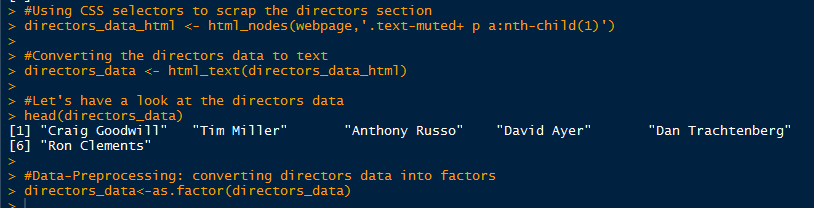 > #Using CSS selectors to scrap the directors section
> directors_data_html <- html_nodes(webpage,'.text-muted+ p a:nth-child(1)')
>
> #Converting the directors data to text
> directors_data <- html_text(directors_data_html)
>
> #Let's have a look at the directors data
> head(directors_data)
[1] "Craig Goodwill"   "Tim Miller"       "Anthony Russo"    "David Ayer"       "Dan Trachtenberg"
[6] "Ron Clements"
>
> #Data-Preprocessing: converting directors data into factors
> directors_data<-as.factor(directors_data)
>